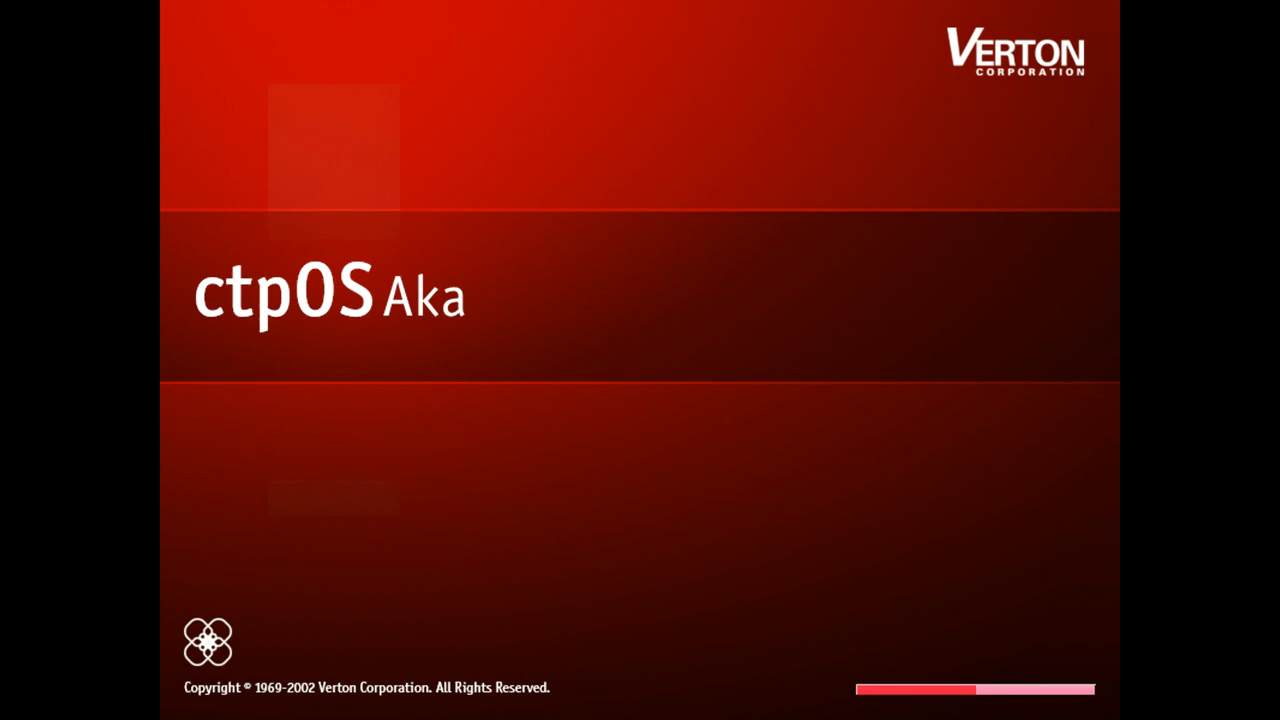 VERTON
CORPORATION
ctpOS Aka
Copyright © 1969-2002 Verton Corporation. All Rights Reserved.